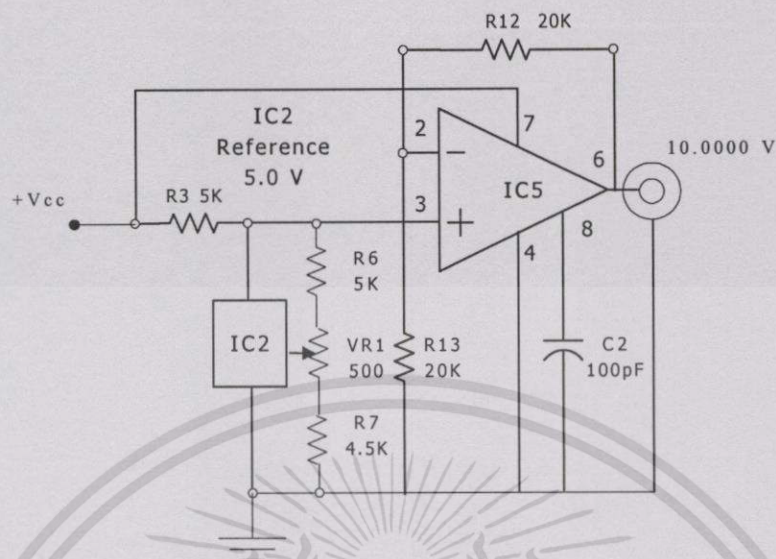 R12 20K
IC2
Reference
5.0 V
2
7
6
10.0000 V
+Vcc
R3 5K
3
IC5
8
4
R6
5K
IC2
VR1
500
R13
20K
C2
100pF
R7
4.5K